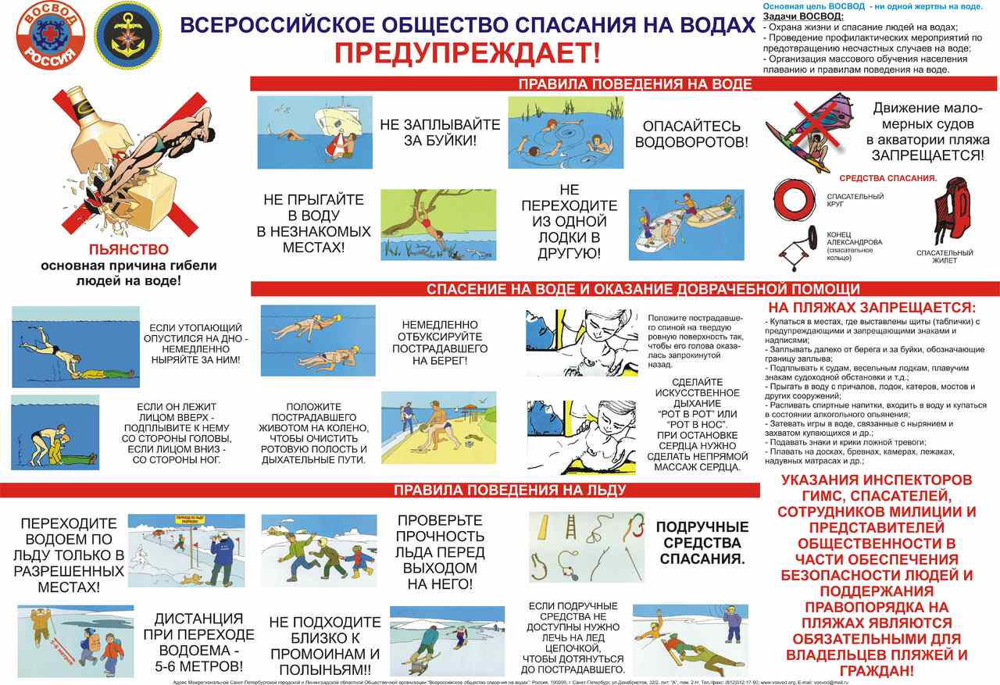 ВОСВОД
РОССИЯ
ВСЕРОССИЙСКОЕ ОБЩЕСТВО СПАСАНИЯ НА ВОДАХ
ПРЕДУПРЕЖДАЕТ!
Основная цель ВОСВОД - ни одной жертвы на воде.
Задачи ВОСВОД:
- Охрана жизни и спасание людей на водах;
- Проведение профилактических мероприятий по
предотвращению несчастных случаев на воде;
- Организация массового обучения населения
плаванию и правилам поведения на воде.
ПЬЯНСТВО
основная причина гибели
людей на воде!
ПРАВИЛА ПОВЕДЕНИЯ НА ВОДЕ
НЕ ЗАПЛЫВАЙТЕ
ЗА БУЙКИ!
ОПАСАЙТЕСЬ
ВОДОВОРОТОВ!
Движение мало-
мерных судов
в акватории пляжа
ЗАПРЕЩАЕТСЯ!
НЕ ПРЫГАЙТЕ
В ВОДУ
В НЕЗНАКОМЫХ
МЕСТАХ!
НЕ
ПЕРЕХОДИТЕ
ИЗ ОДНОЙ
ЛОДКИ В
ДРУГУЮ!
СРЕДСТВА СПАСАНИЯ.
СПАСАТЕЛЬНЫЙ
КРУГ
КОНЕЦ
АЛЕКСАНДРОВА
(спасательное
кольцо)
СПАСАТЕЛЬНЫЙ
ЖИЛЕТ
СПАСЕНИЕ НА ВОДЕ И ОКАЗАНИЕ ДОВРАЧЕБНОЙ ПОМОЩИ
ЕСЛИ УТОПАЮЩИЙ
ОПУСТИЛСЯ НА ДНО -
НЕМЕДЛЕННО
НЫРЯЙТЕ ЗА НИМ!
НЕМЕДЛЕННО
ОТБУКСИРУЙТЕ
ПОСТРАДАВШЕГО
НА БЕРЕГ!
Положите пострадавше-
го спиной на твердую
ровную поверхность так,
чтобы его голова оказа-
лась запрокинутой
назад.
ЕСЛИ ОН ЛЕЖИТ
ЛИЦОМ ВВЕРХ -
ПОДПЛЫВИТЕ К НЕМУ
СО СТОРОНЫ ГОЛОВЫ,
ЕСЛИ ЛИЦОМ ВНИЗ -
СО СТОРОНЫ НОГ.
ПОЛОЖИТЕ
ПОСТРАДАВШЕГО
ЖИВОТОМ НА КОЛЕНО,
ЧТОБЫ ОЧИСТИТЬ
РОТОВУЮ ПОЛОСТЬ И
ДЫХАТЕЛЬНЫЕ ПУТИ.
СДЕЛАЙТЕ
ИСКУССТВЕННОЕ
ДЫХАНИЕ
“РОТ В РОТ” ИЛИ
“РОТ В НОС”.
ПРИ ОСТАНОВКЕ
СЕРДЦА НУЖНО
СДЕЛАТЬ НЕПРЯМОЙ
МАССАЖ СЕРДЦА.
НА ПЛЯЖАХ ЗАПРЕЩАЕТСЯ:
- Купаться в местах, где выставлены щиты (таблички) с
предупреждающими и запрещающими знаками и
надписями;
- Заплывать далеко от берега и за буйки, обозначающие
границу заплыва;
- Подплывать к судам, весельным лодкам, плавучим
знакам судоходной обстановки и т.д.;
- Прыгать в воду с причалов, лодок, катеров, мостов и
других сооружений;
- Распивать спиртные напитки, входить в воду и купаться
в состоянии алкогольного опьянения;
- Затевать игры в воде, связанные с нырянием и
захватом купающихся и др.;
- Подавать знаки и крики ложной тревоги;
- Плавать на досках, бревнах, камерах, лежаках,
надувных матрасах и др.;
УКАЗАНИЯ ИНСПЕКТОРОВ
ГИМС, СПАСАТЕЛЕЙ,
СОТРУДНИКОВ МИЛИЦИИ И
ПРЕДСТАВИТЕЛЕЙ
ОБЩЕСТВЕННОСТИ В
ЧАСТИ ОБЕСПЕЧЕНИЯ
БЕЗОПАСНОСТИ ЛЮДЕЙ И
ПОДДЕРЖАНИЯ
ПРАВОПОРЯДКА НА
ПЛЯЖАХ ЯВЛЯЮТСЯ
ОБЯЗАТЕЛЬНЫМИ ДЛЯ
ВЛАДЕЛЬЦЕВ ПЛЯЖЕЙ И
ГРАЖДАН!
ПРАВИЛА ПОВЕДЕНИЯ НА ЛЬДУ
ПЕРЕХОДИТЕ
ВОДОЕМ ПО
ЛЬДУ ТОЛЬКО В
РАЗРЕШЕННЫХ
МЕСТАХ!
ПЕРЕХОД ПО ЛЬДУ
РАЗРЕШЕН
ПРОВЕРЬТЕ
ПРОЧНОСТЬ
ЛЬДА ПЕРЕД
ВЫХОДОМ
НА НЕГО!
ПОДРУЧНЫЕ
СРЕДСТВА
СПАСАНИЯ.
5-6 метров
ДИСТАНЦИЯ
ПРИ ПЕРЕХОДЕ
ВОДОЕМА -
5-6 МЕТРОВ!
НЕ ПОДХОДИТЕ
БЛИЗКО К
ПРОМОИНАМ И
ПОЛЫНЬЯМ!!
ЕСЛИ ПОДРУЧНЫЕ
СРЕДСТВА НЕ
ДОСТУПНЫ НУЖНО
ЛЕЧЬ НА ЛЕД
ЦЕПОЧКОЙ,
ЧТОБЫ ДОТЯНУТЬСЯ
ДО ПОСТРАДАВШЕГО.
Адрес Межрегиональной Санкт-Петербургской городской и Ленинградской областной Общественной организации “Всероссийское общество спасения на водах”: Россия, 190000, г. Санкт-Петербург, ул.Декабристов, 32/2, лит. “А”, пом. 2-Н. Тел./факс: (812)312-17-90; www.vosvod.org; E-mail: vosvod@mail.ru